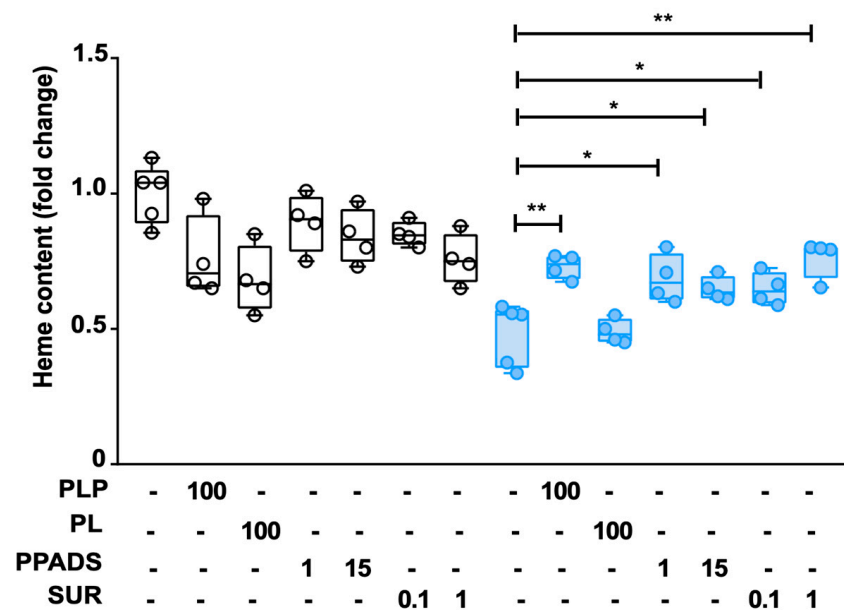 **
*
*
*
**
Heme content (fold change)
1.5
1.0
0.5
0
PLP - 100 - - - - - - 100 - - - - -
PL - - 100 - - - - - - 100 - - - -
PPADS - - - 1 15 - - - - - 1 15 - -
SUR - - - - - 0.1 1 - - - - - 0.1 1